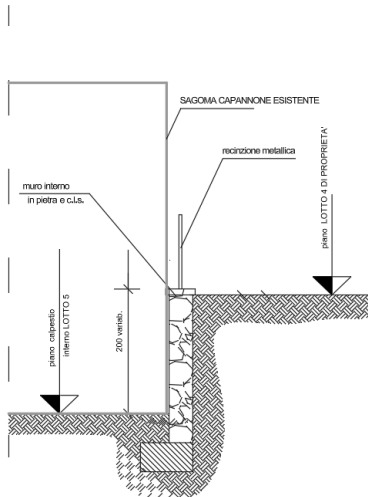 SAGOMA CAPANNONE ESISTENTE
recinzione metallica
piano LOTTO 4 DI PROPRIETA'
muro interno
in pietra e c.l.s.
piano calpestio
interno LOTTO 5
200 variab.